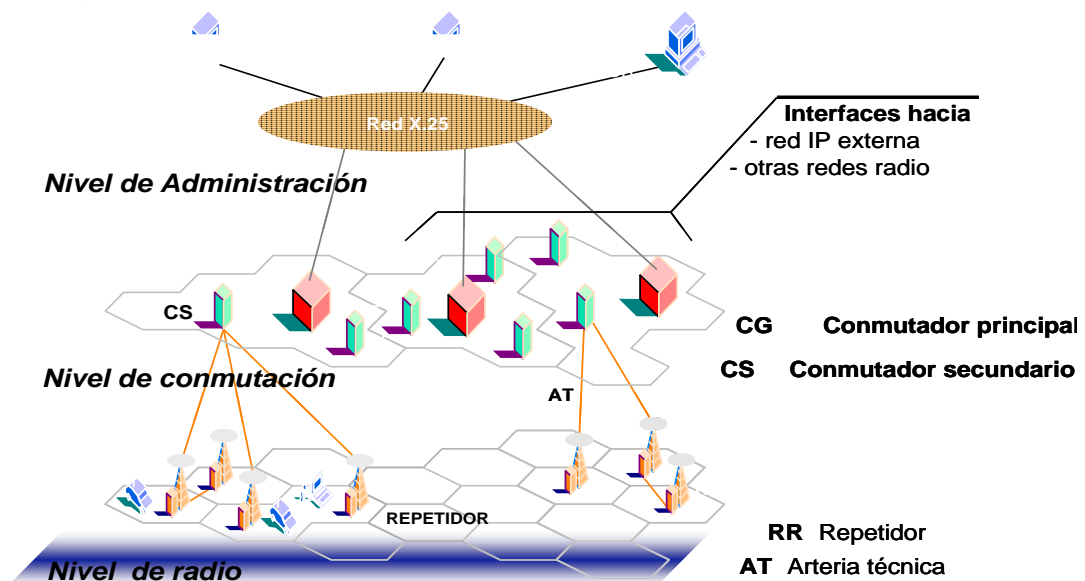 Red X.25
Interfaces hacia
- red IP externa
- otras redes radio
Nivel de Administración
CS
CG Conmutador principal
CS Conmutador secundario
Nivel de conmutación
AT
REPETIDOR
RR Repetidor
AT Arteria técnica
Nivel de radio